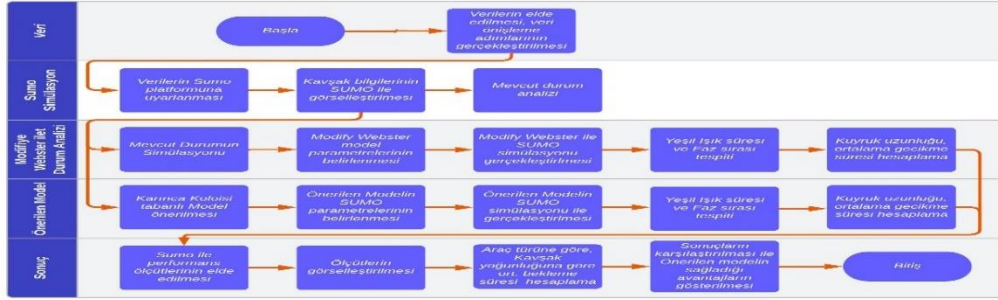 Veri
Başla
Verilerin elde
edilmesi, veri
önişleme
adımlarının
gerçekleştirilmesi
Sumo
Simülasyon
Verilerin Sumo
platformuna
uyarlanması
Kavşak bilgilerinin
SUMO ile
görselleştirilmesi
Mevcut durum
analizi
Modifiye
Webster ilet
Durum Analizi
Mevcut Durumun
Simülasyonu
Modify Webster
model
parametrelerinin
belirlenmesi
Modify Webster ile
SUMO
simülasyonu
gerçekleştirilmesi
Yeşil Işık süresi
ve Faz sırası
tespiti
Kuyruk uzunluğu,
ortalama gecikme
süresi hesaplama
Önerilen Model
Karınca Koloisi
tabanlı Model
önerilmesi
Önerilen Modelin
SUMO
parametrelerinin
belirlenmesi
Önerilen Modelin
SUMO
simülasyonu ile
gerçekleştirilmesi
Yeşil Işık süresi
ve Faz sırası
tespiti
Kuyruk uzunluğu,
ortalama gecikme
süresi hesaplama
Sonuç
Sumo ile
performans
ölçütlerinin elde
edilmesi
Ölçütlerin
görselleştirilmesi
Araç türüne göre,
Kavşak
yoğunluğuna göre
ort. bekleme
süresi hesaplama
Sonuçların
karşılaştırılması ile
Önerilen modelin
sağladığı
avantajların
gösterilmesi
Bitiş